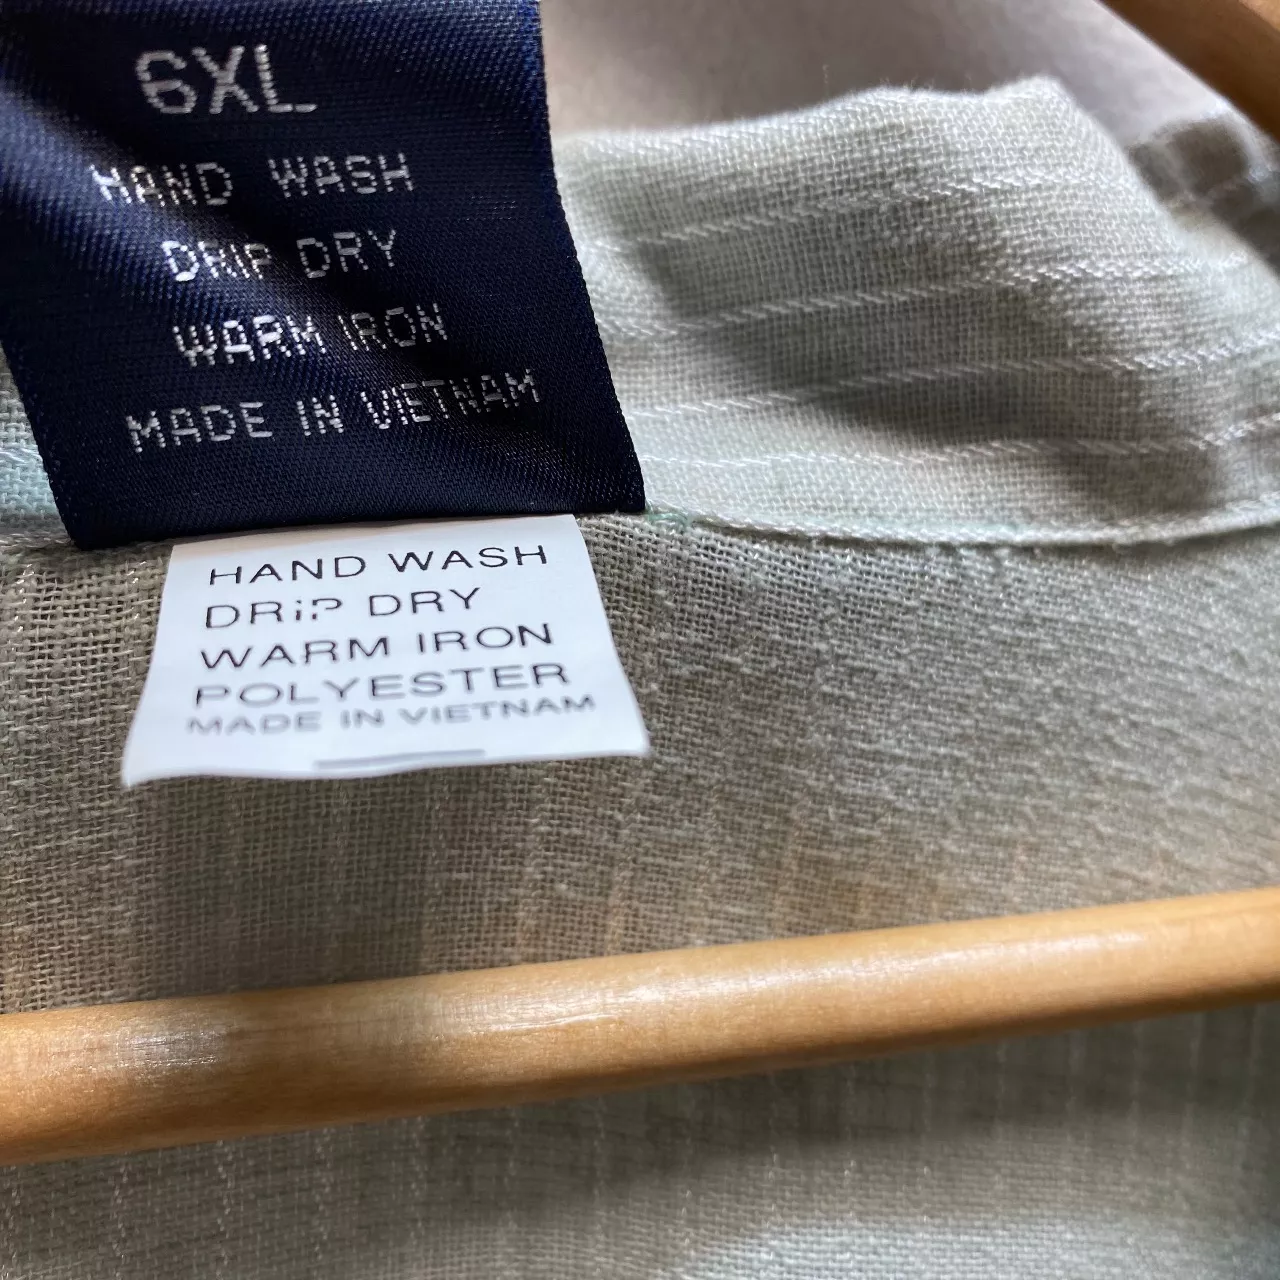 6XL
HAND WASH
DRIP DRY
WARM IRON
MADE IN VIETNAM
HAND WASH
DRIP DRY
WARM IRON
POLYESTER
MADE IN VIETNAM